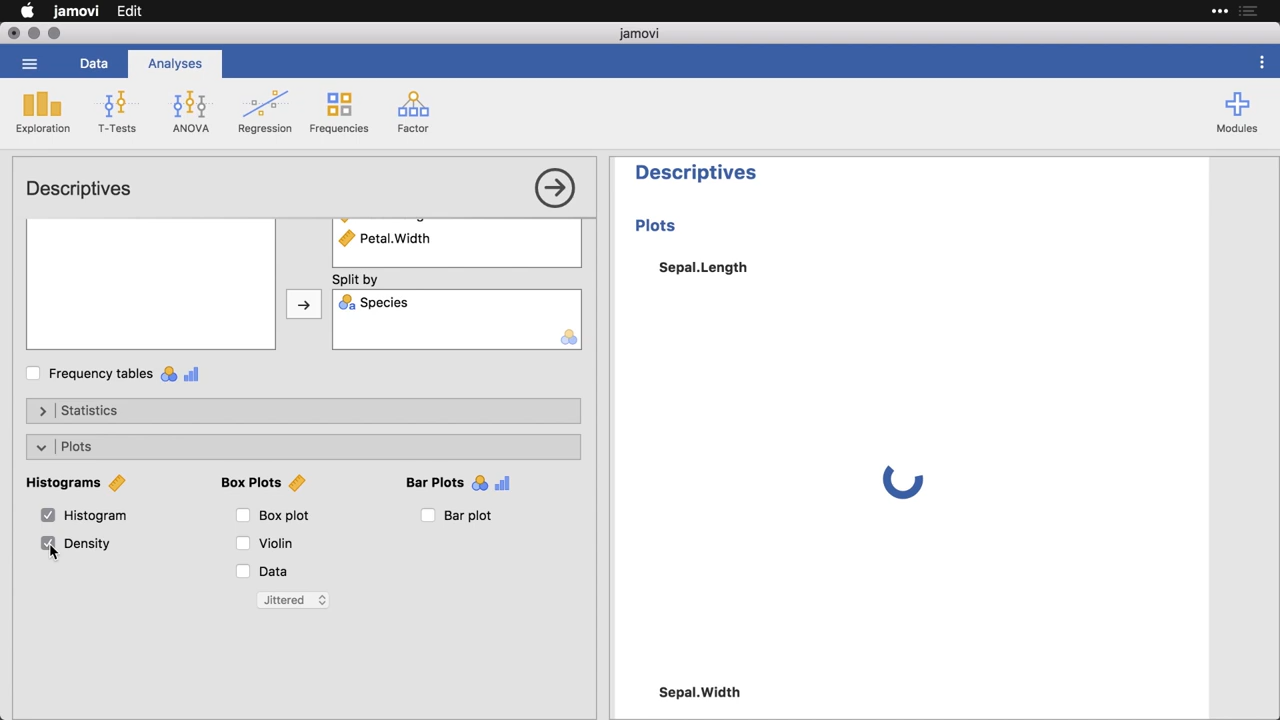 jamovi Edit
jamovi
Data Analyses
Exploration T-Tests ANOVA Regression Frequencies Factor Modules
Descriptives
Petal.Width
Split by
Species
Frequency tables
Statistics
Plots
Histograms Box Plots Bar Plots
Histogram Box plot Bar plot
Density Violin
Data
Jittered
Descriptives
Plots
Sepal.Length
Sepal.Width